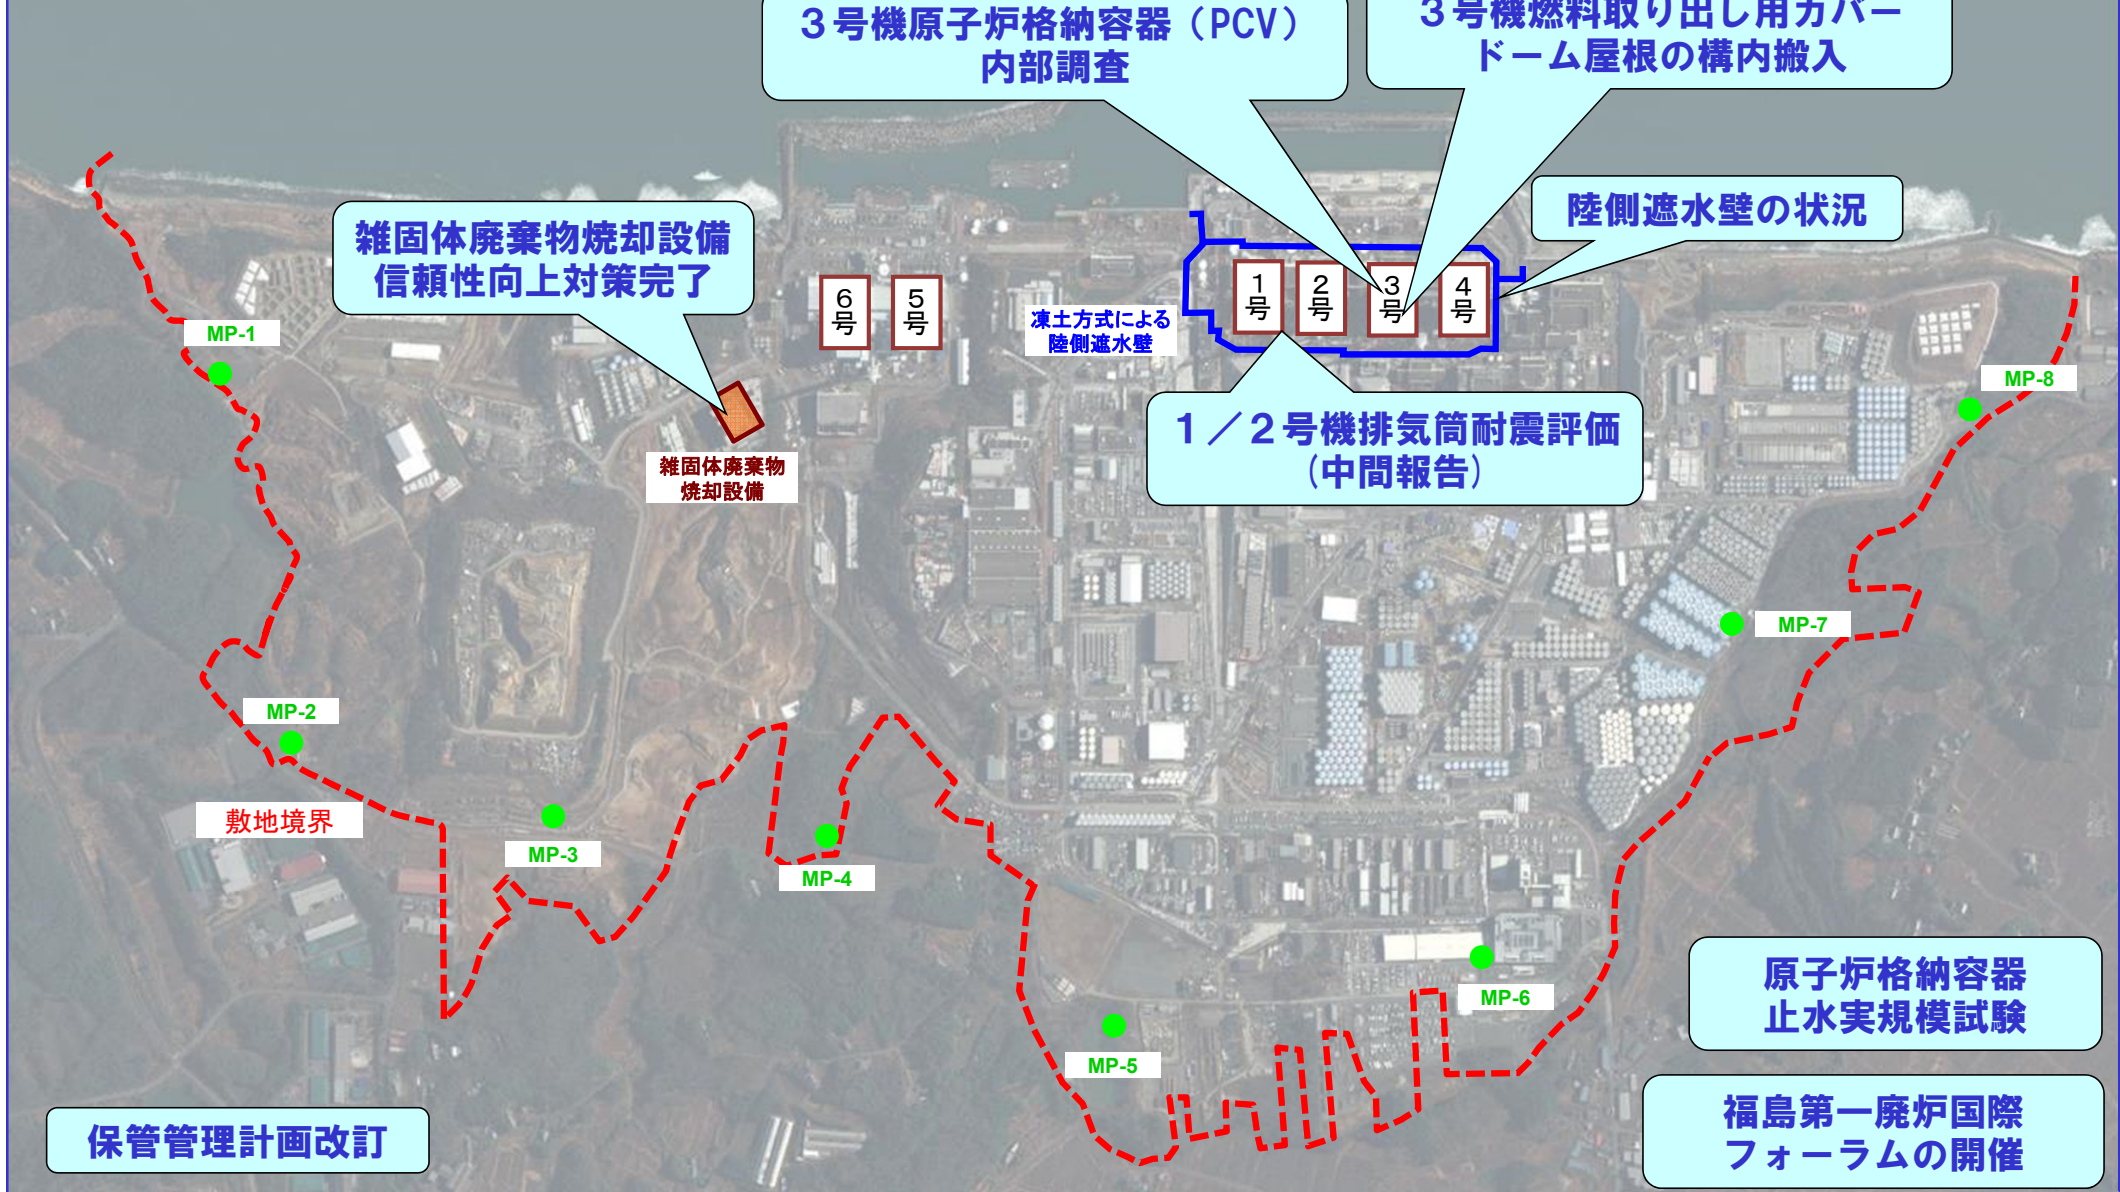 ３号機原子炉格納容器（PCV）
内部調査
３号機燃料取り出し用カバー
ドーム屋根の構内搬入
陸側遮水壁の状況
雑固体廃棄物焼却設備
信頼性向上対策完了
６号
５号
１号
２号
３号
４号
凍土方式による
陸側遮水壁
MP-1
MP-8
１／２号機排気筒耐震評価
（中間報告）
雑固体廃棄物
焼却設備
MP-7
MP-2
敷地境界
MP-3
MP-4
MP-6
MP-5
原子炉格納容器
止水実規模試験
福島第一廃炉国際
フォーラムの開催
保管管理計画改訂